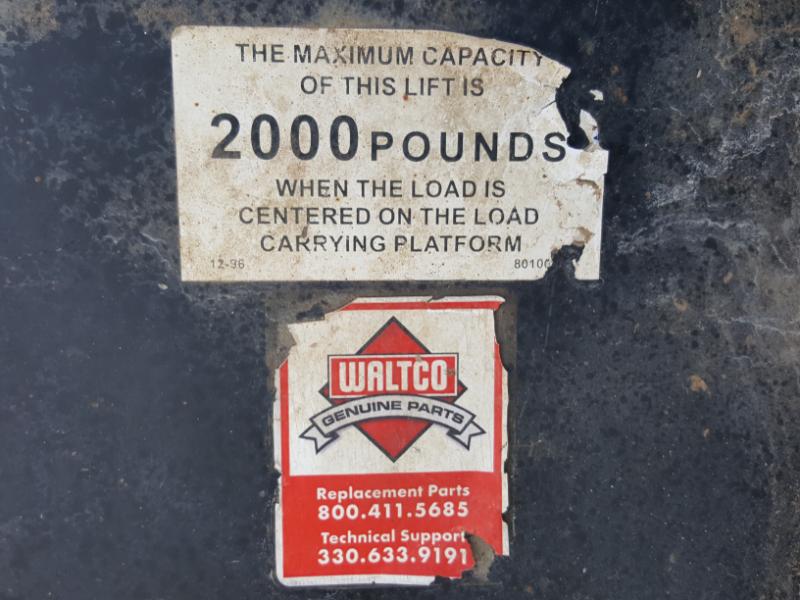 THE MAXIMUM CAPACITY
OF THIS LIFT IS
2000 POUNDS
WHEN THE LOAD IS
CENTERED ON THE LOAD
CARRYING PLATFORM
12-96
WALTCO
GENUINE PARTS
Replacement Parts
800.411.5685
Technical Support
330.633.9191